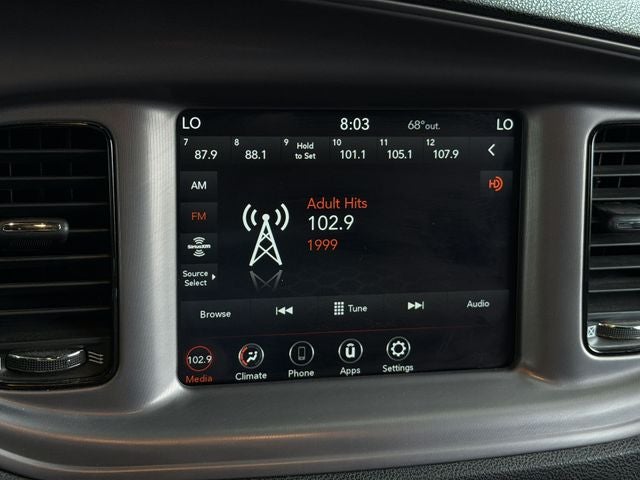 LO 8:03 68°out. LO
7 8 9 10 11 12
87.9 88.1 Hold to Set 101.1 105.1 107.9
AM
HD
FM
SiriusXM
Source
Select
Adult Hits
102.9
1999
Browse Tune Audio
102.9
Media Climate Phone Apps Settings